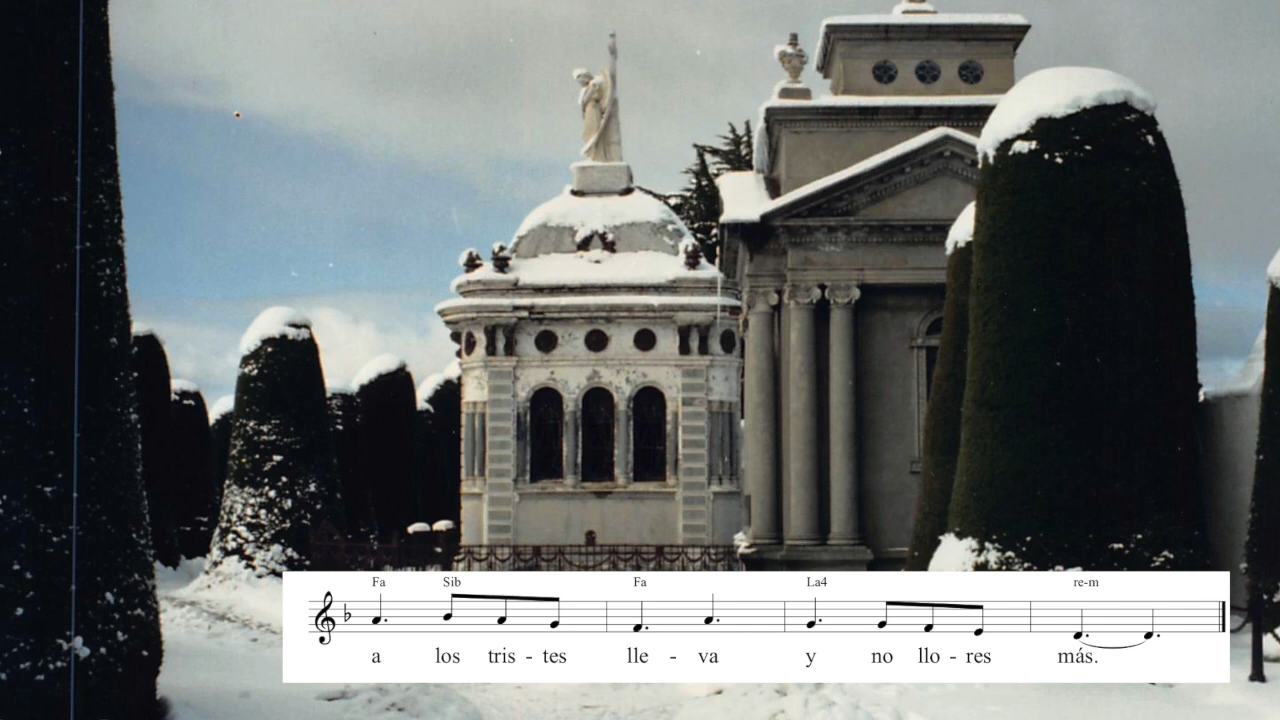 Fa Sib Fa La4 re-m
a los tris - tes lle - va y no llo - res más.